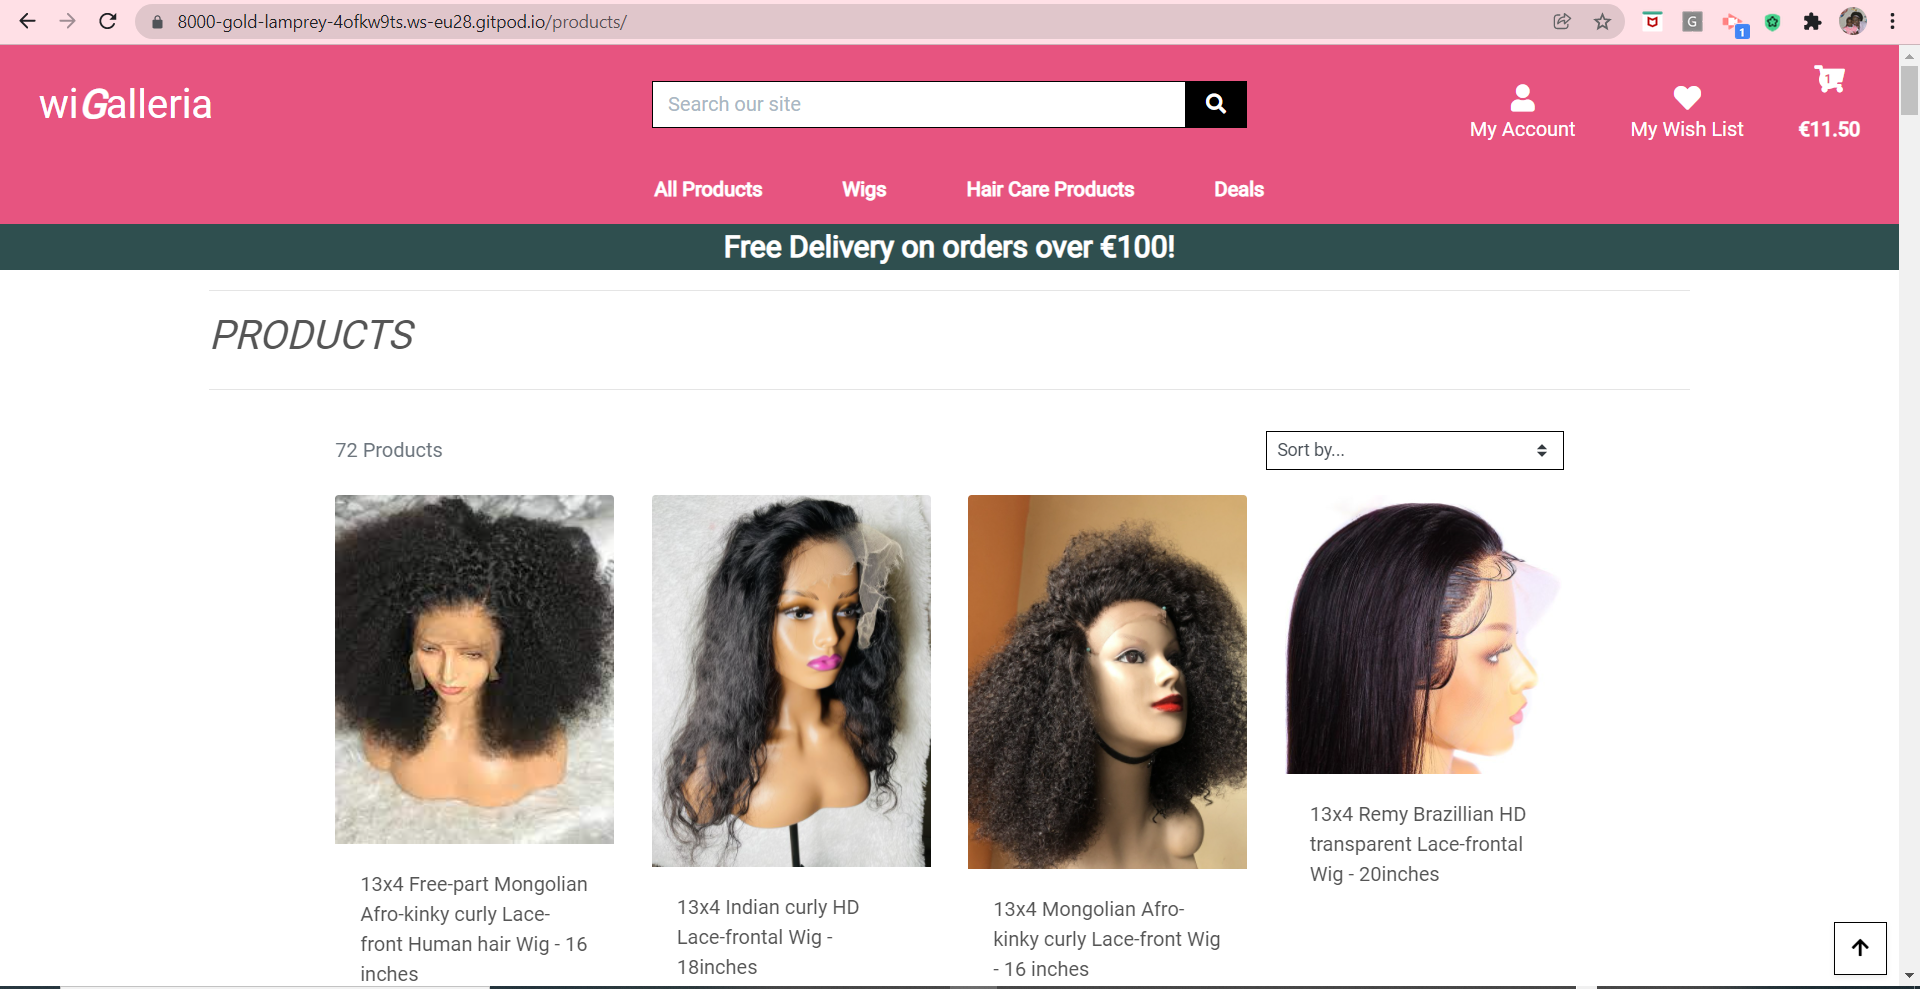 8000-gold-lamprey-4ofkw9ts.ws-eu28.gitpod.io/products/
G
1
wiGalleria
Search our site
My Account
My Wish List
1
€11.50
All Products
Wigs
Hair Care Products
Deals
Free Delivery on orders over €100!
PRODUCTS
72 Products
Sort by...
13x4 Free-part Mongolian
Afro-kinky curly Lace-
front Human hair Wig - 16
inches
13x4 Indian curly HD
Lace-frontal Wig -
18inches
13x4 Mongolian Afro-
kinky curly Lace-front Wig
- 16 inches
13x4 Remy Brazillian HD
transparent Lace-frontal
Wig - 20inches